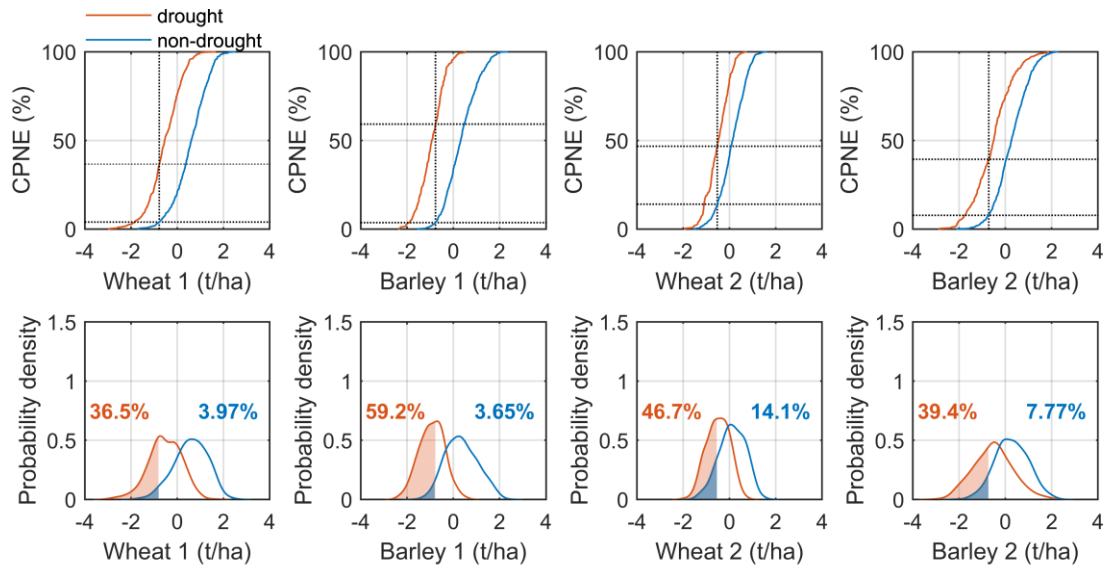 drought
non-drought
CPNE (%)
100
50
0
-4 -2 0 2 4
Wheat 1 (t/ha)
CPNE (%)
100
50
0
-4 -2 0 2 4
Barley 1 (t/ha)
CPNE (%)
100
50
0
-4 -2 0 2 4
Wheat 2 (t/ha)
CPNE (%)
100
50
0
-4 -2 0 2 4
Barley 2 (t/ha)
Probability density
1.5
1
0.5
0
36.5% 3.97%
-4 -2 0 2 4
Wheat 1 (t/ha)
Probability density
1.5
1
0.5
0
59.2% 3.65%
-4 -2 0 2 4
Barley 1 (t/ha)
Probability density
1.5
1
0.5
0
46.7% 14.1%
-4 -2 0 2 4
Wheat 2 (t/ha)
Probability density
1.5
1
0.5
0
39.4% 7.77%
-4 -2 0 2 4
Barley 2 (t/ha)